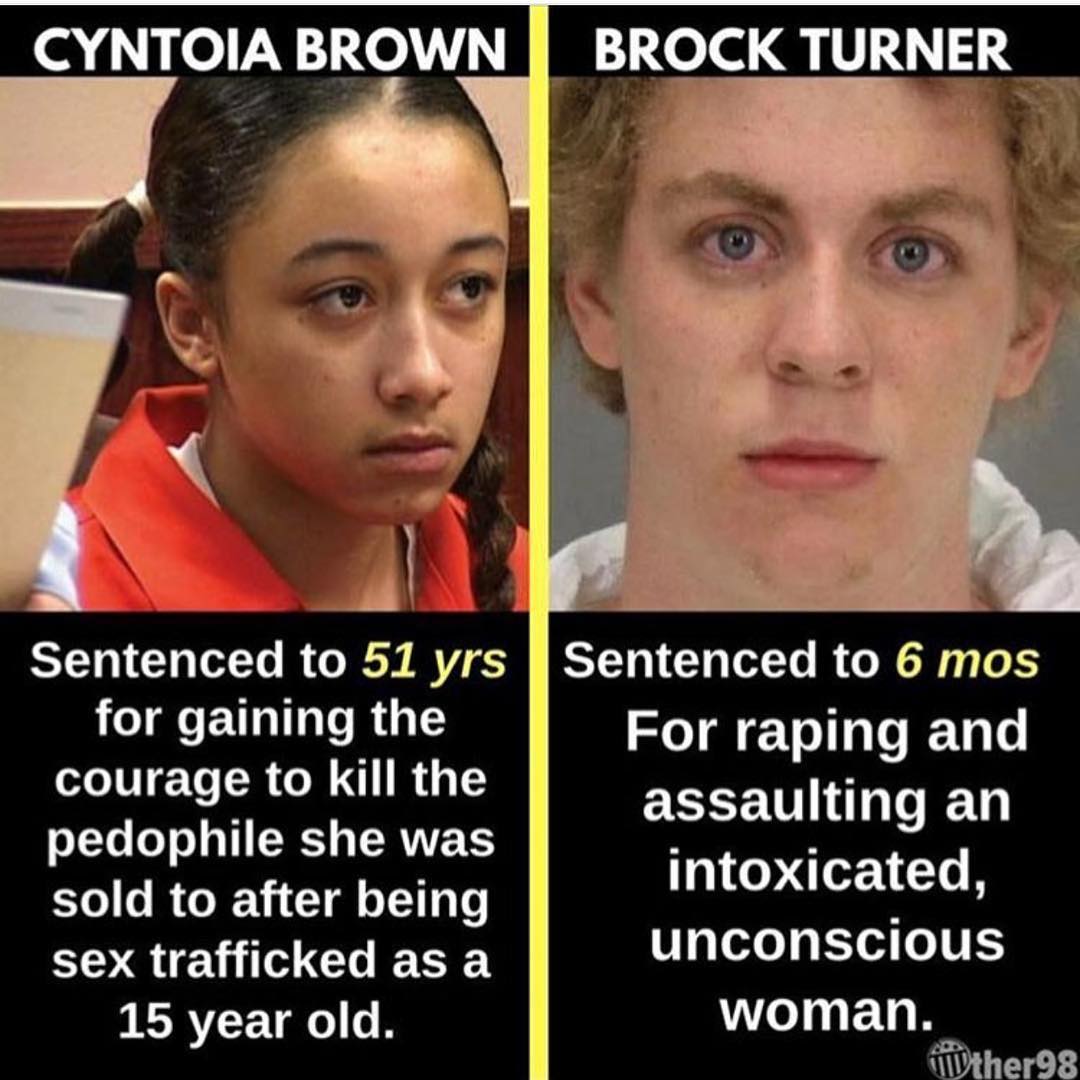 CYNTOIA BROWN
Sentenced to 51 yrs
for gaining the
courage to kill the
pedophile she was
sold to after being
sex trafficked as a
15 year old.
BROCK TURNER
Sentenced to 6 mos
For raping and
assaulting an
intoxicated,
unconscious
woman.
ther98